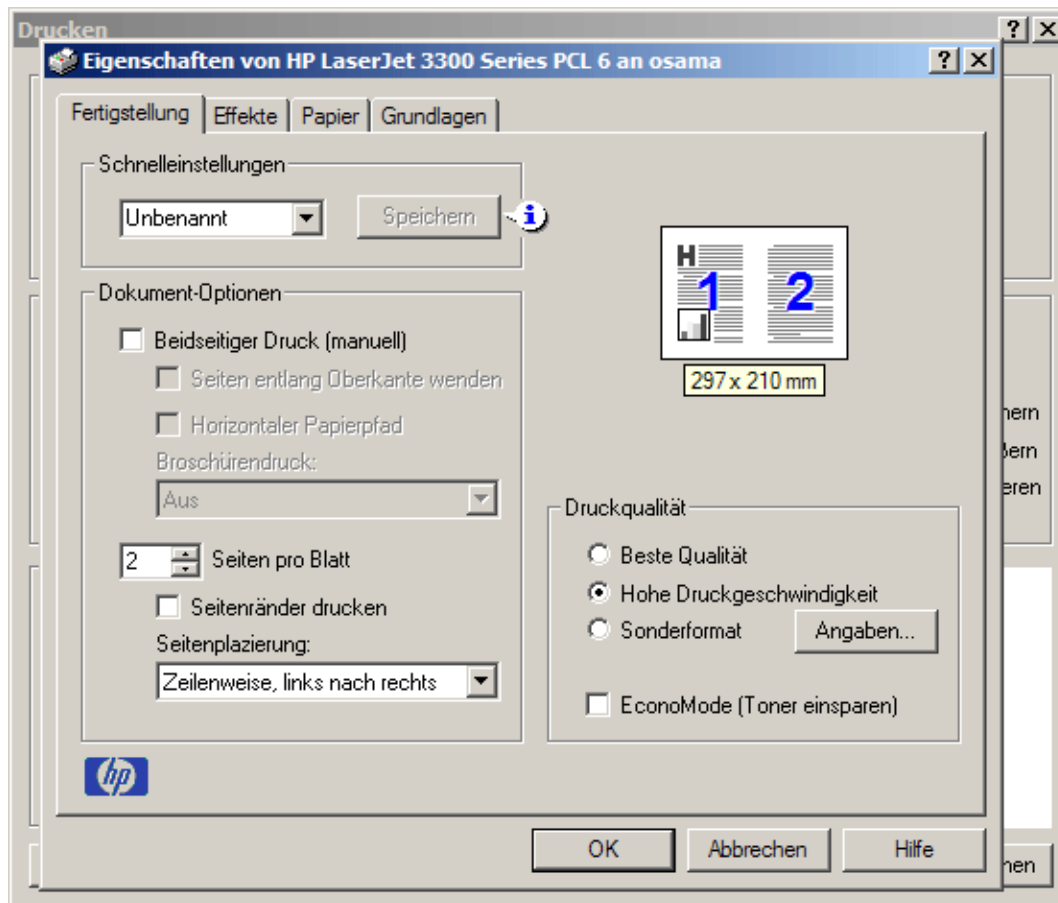 Drucken
Eigenschaften von HP LaserJet 3300 Series PCL 6 an osama
Fertigstellung
Effekte
Papier
Grundlagen
Schnelleinstellungen
Unbenannt
Speichern
i
H
1
2
297 x 210 mm
Dokument-Optionen
Beidseitiger Druck (manuell)
Seiten entlang Oberkante wenden
Horizontaler Papierpfad
Broschürendruck:
Aus
2 Seiten pro Blatt
Seitenränder drucken
Seitenplazierung:
Zeilenweise, links nach rechts
Druckqualität
Beste Qualität
Hohe Druckgeschwindigkeit
Sonderformat
Angaben...
EconoMode (Toner einsparen)
hp
OK
Abbrechen
Hilfe